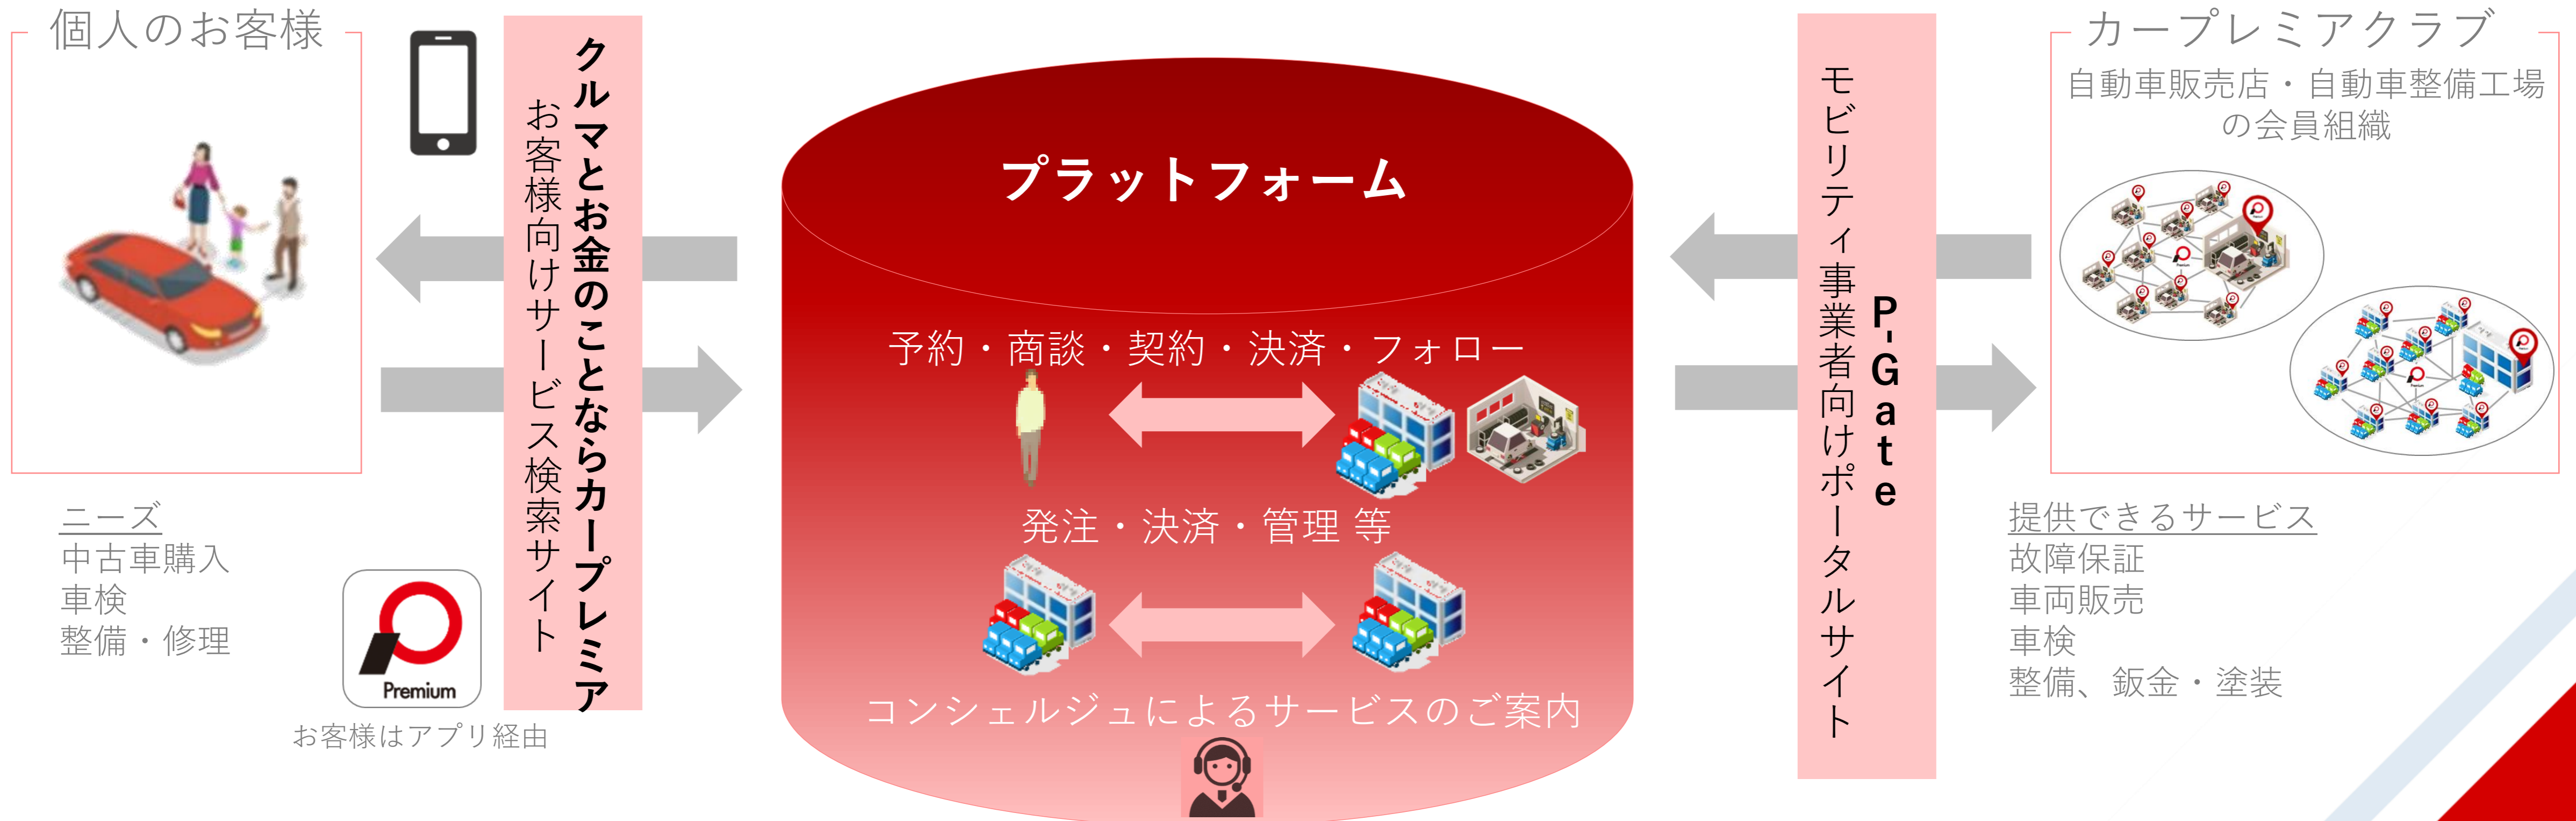 個人のお客様
ニーズ
中古車購入
車検
整備・修理
Premium
お客様はアプリ経由
クルマとお金のことならカープレミア
お客様向けサービス検索サイト
プラットフォーム
予約・商談・契約・決済・フォロー
発注・決済・管理 等
コンシェルジュによるサービスのご案内
P-Gate
モビリティ事業者向けポータルサイト
カープレミアクラブ
自動車販売店・自動車整備工場
の会員組織
提供できるサービス
故障保証
車両販売
車検
整備、鈑金・塗装